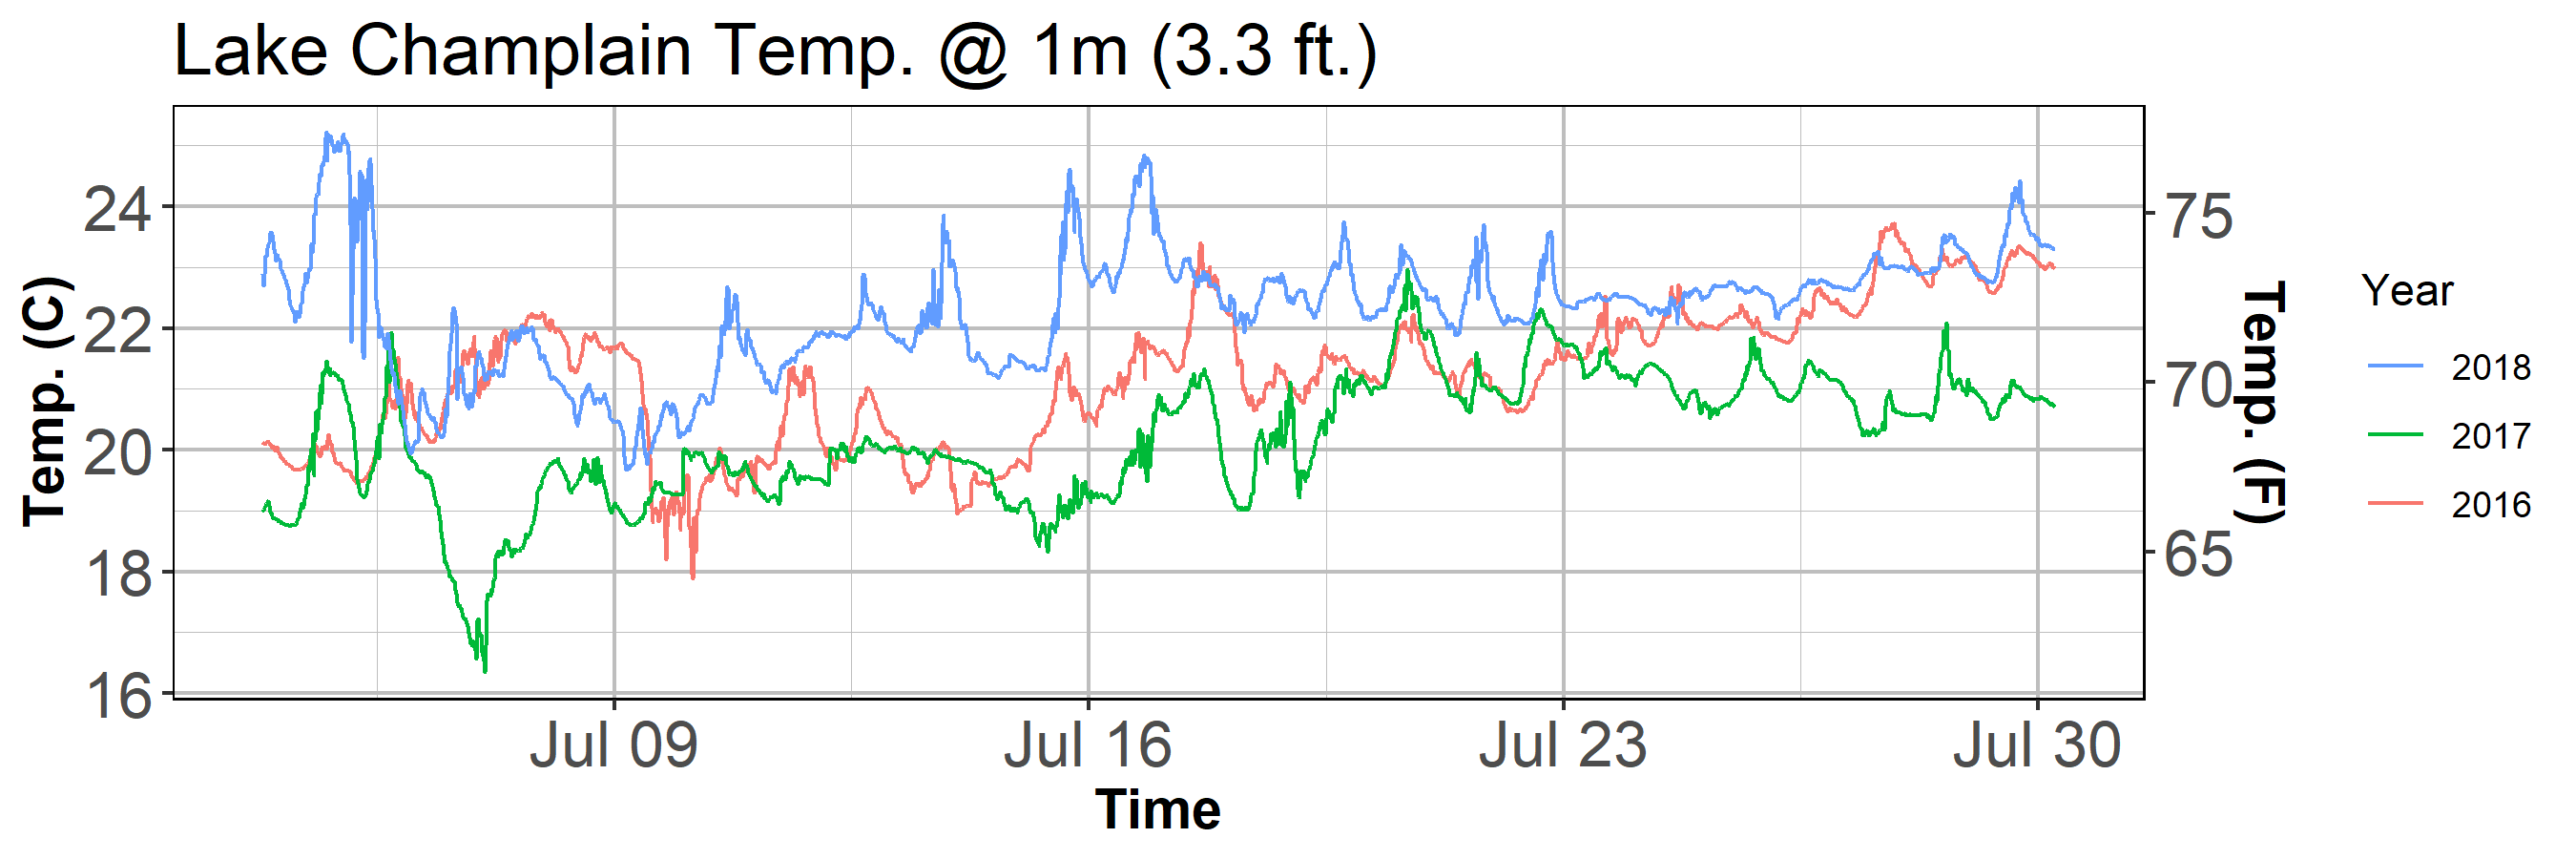 Lake Champlain Temp. @ 1m (3.3 ft.)
Temp. (C)
24
22
20
18
16
75
70
65
Temp. (F)
Jul 09
Jul 16
Jul 23
Jul 30
Time
Year
2018
2017
2016